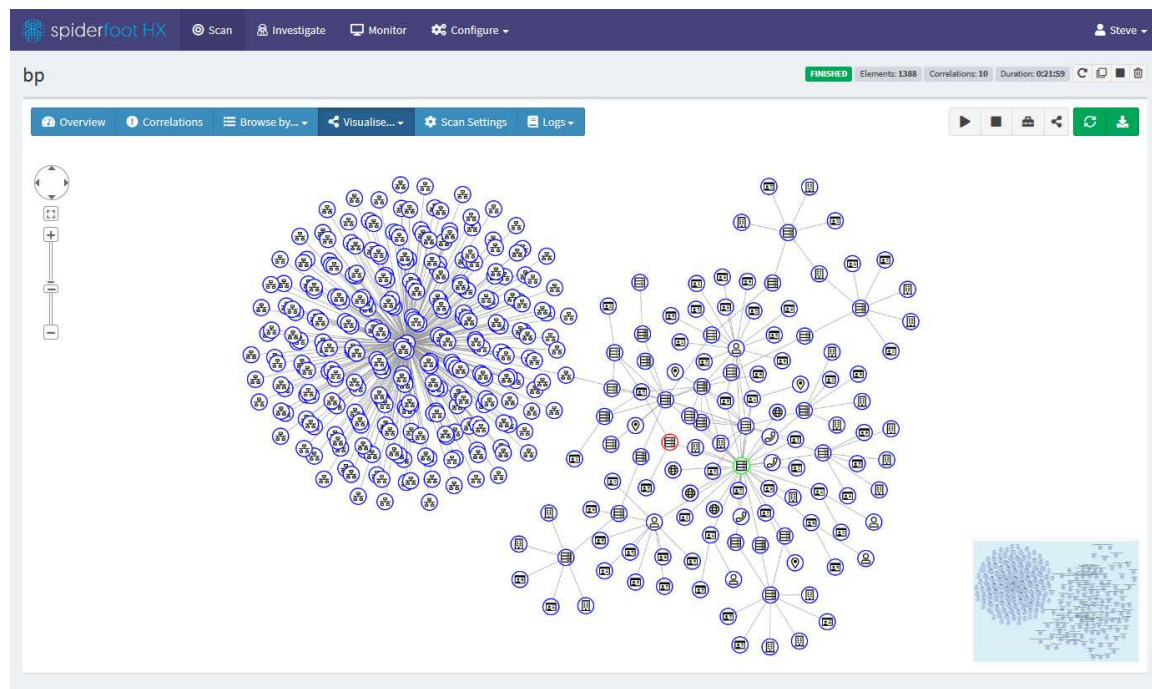 spiderfoot HX Scan Investigate Monitor Configure Steve
bp FINISHED Elements: 1388 Correlations: 10 Duration: 0:21:59
Overview Correlations Browse by... Visualise... Scan Settings Logs